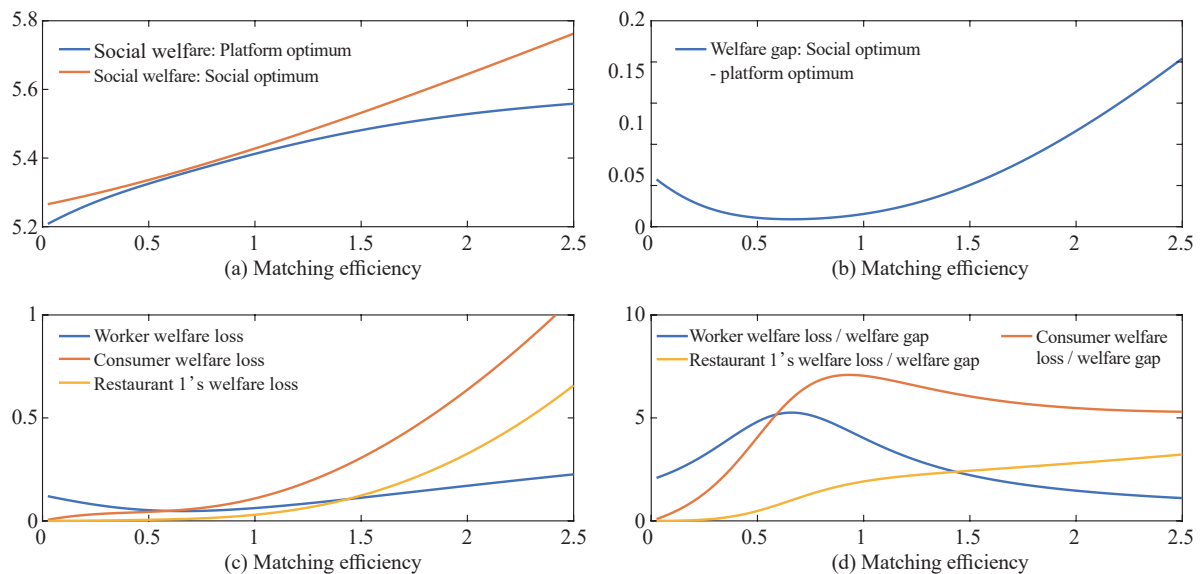 5.8
5.6
5.4
5.2
Social welfare: Platform optimum
Social welfare: Social optimum
0 0.5 1 1.5 2 2.5
(a) Matching efficiency
0.2
0.15
0.1
0.05
0
Welfare gap: Social optimum
- platform optimum
0 0.5 1 1.5 2 2.5
(b) Matching efficiency
1
0.5
0
Worker welfare loss
Consumer welfare loss
Restaurant 1's welfare loss
0 0.5 1 1.5 2 2.5
(c) Matching efficiency
10
5
0
Worker welfare loss / welfare gap
Restaurant 1's welfare loss / welfare gap
Consumer welfare
loss / welfare gap
0 0.5 1 1.5 2 2.5
(d) Matching efficiency